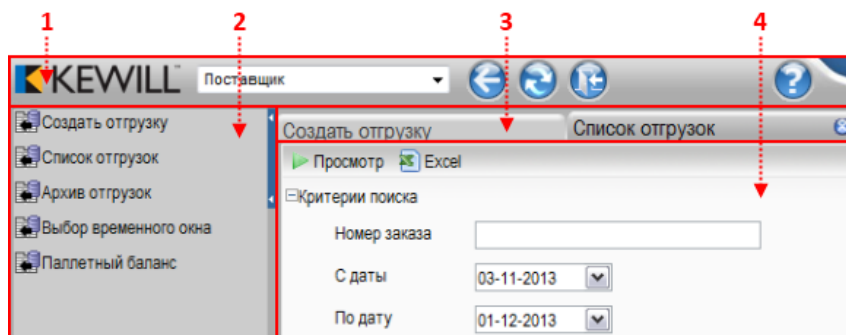 1 2 3 4
KEWILL™ Поставщик
Создать отгрузку
Список отгрузок
Архив отгрузок
Выбор временного окна
Паллетный баланс
Создать отгрузку Список отгрузок
Просмотр Excel
Критерии поиска
Номер заказа
С даты 03-11-2013
По дату 01-12-2013